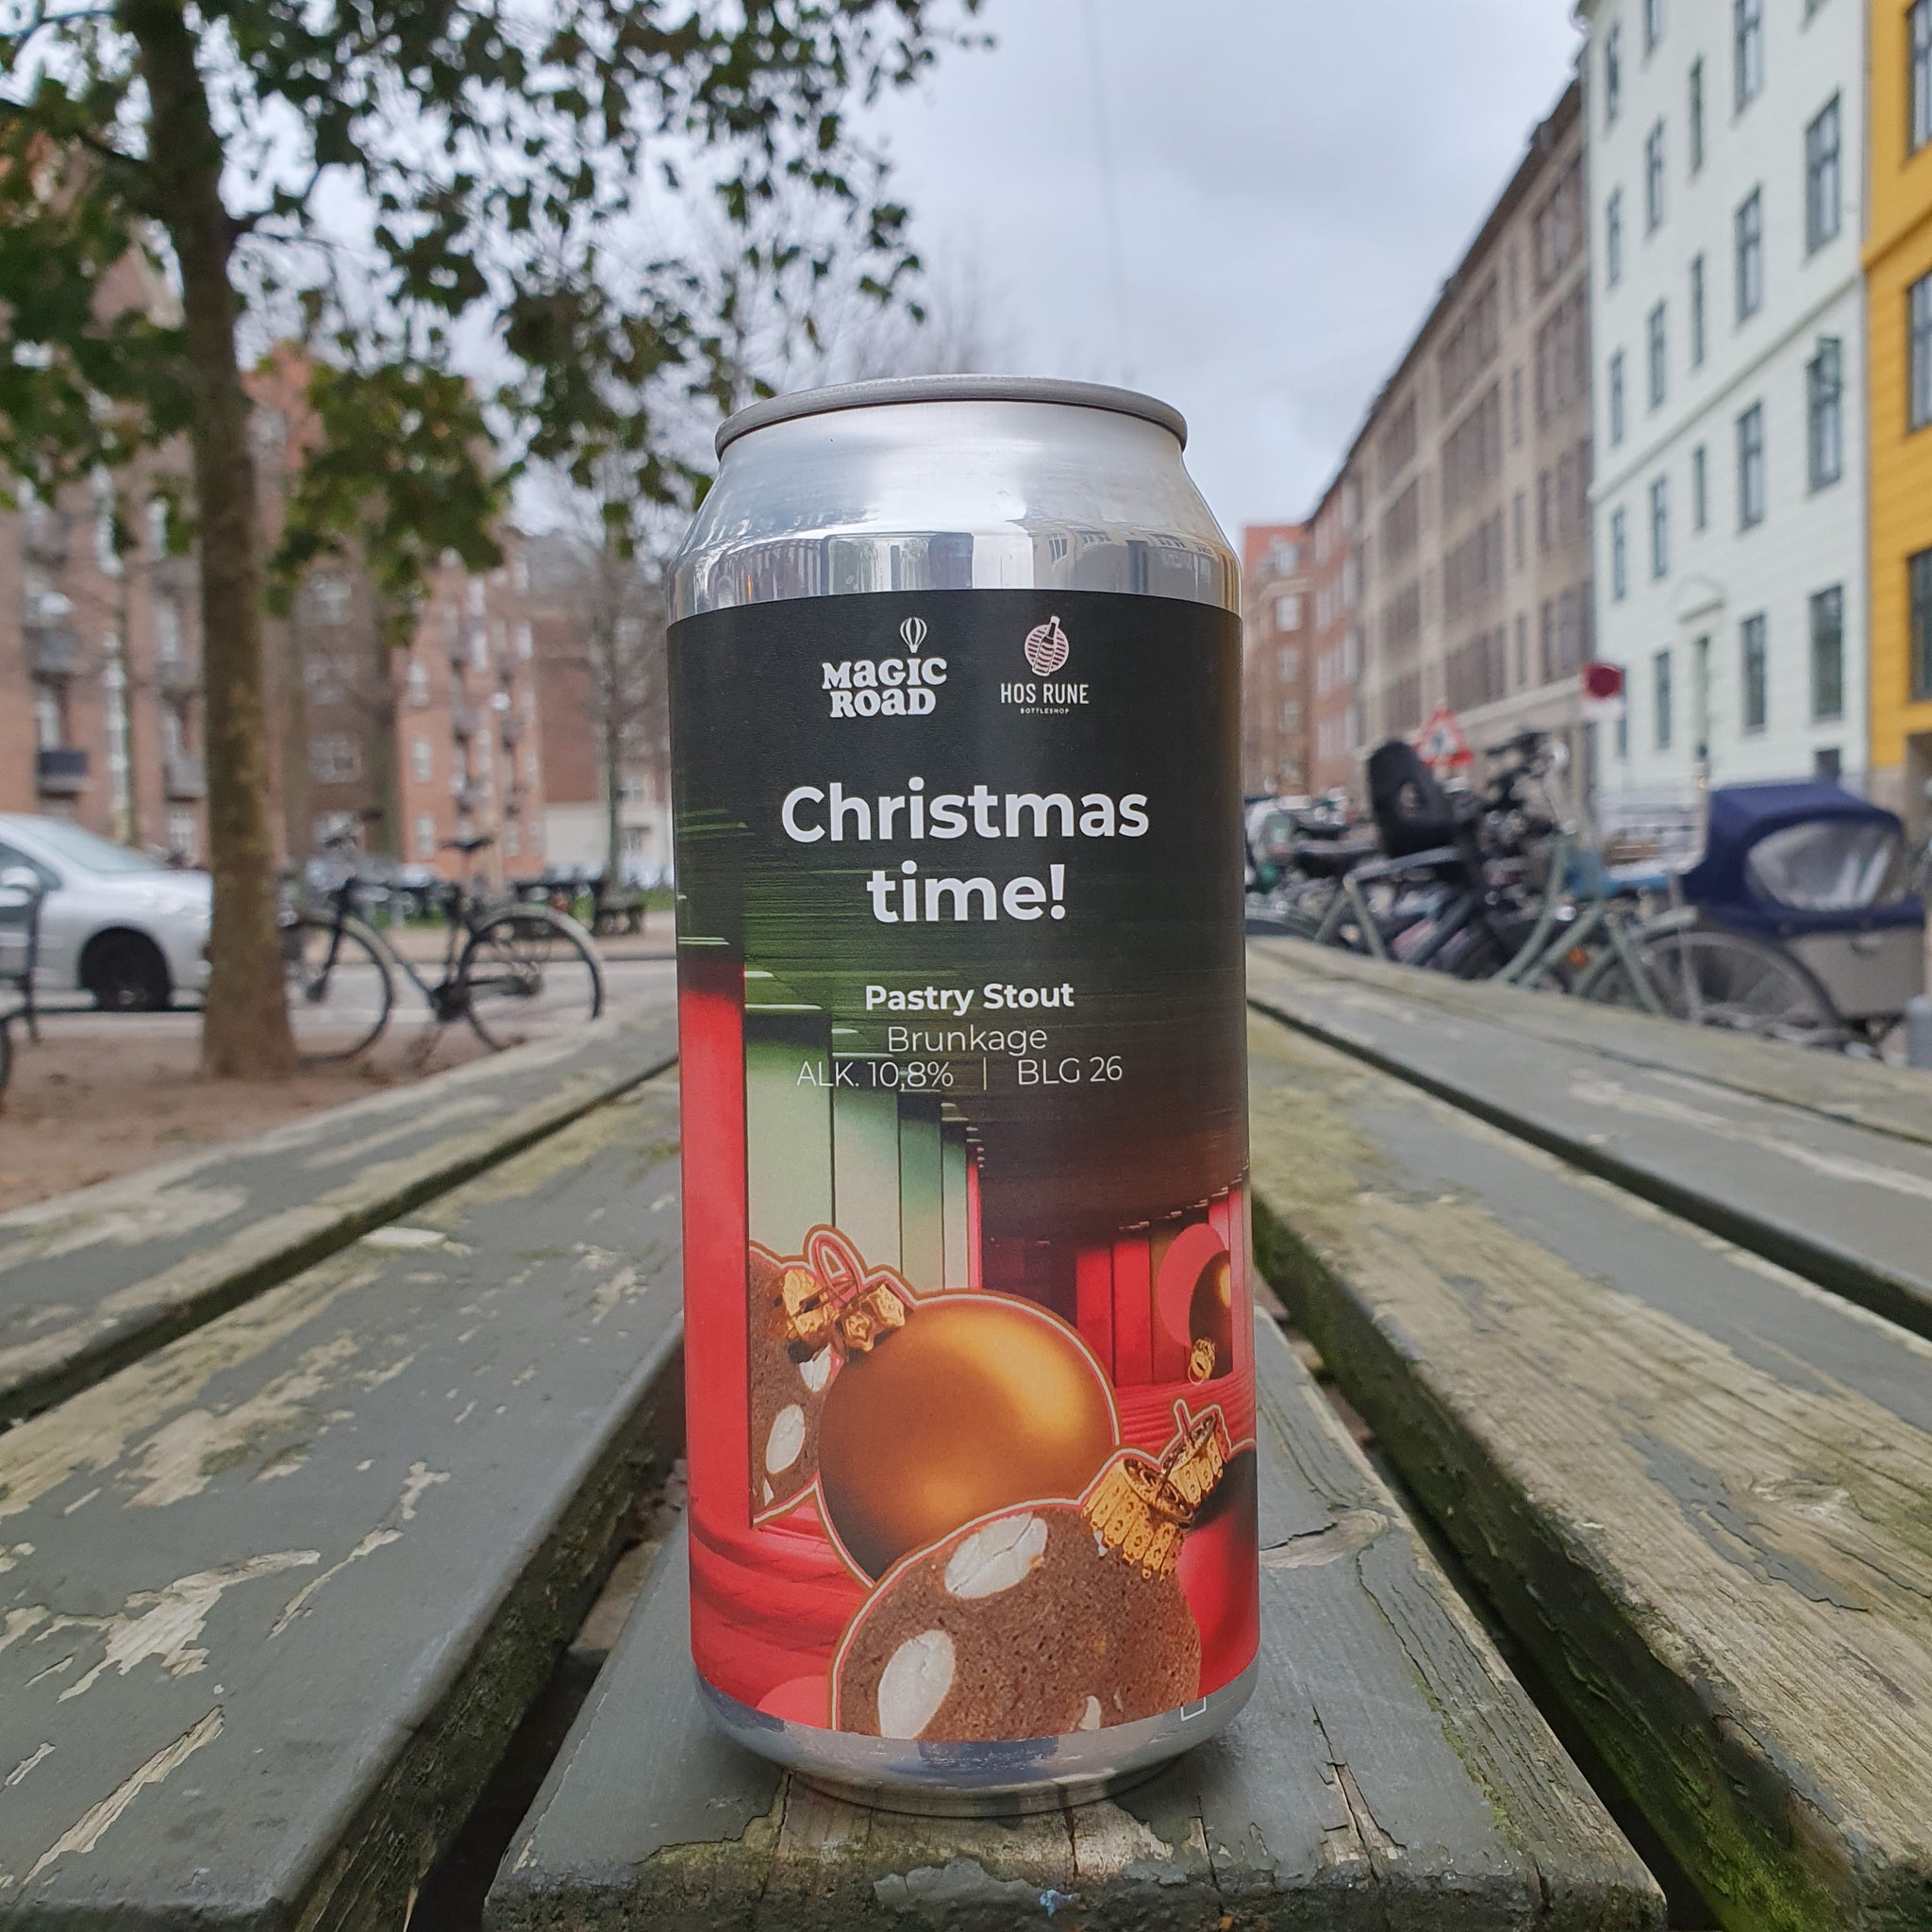 MAGIC
ROAD
HOS RUNE
BOTTLESHOP
Christmas
time!
Pastry Stout
Brunkage
ALK. 10,8% | BLG 26